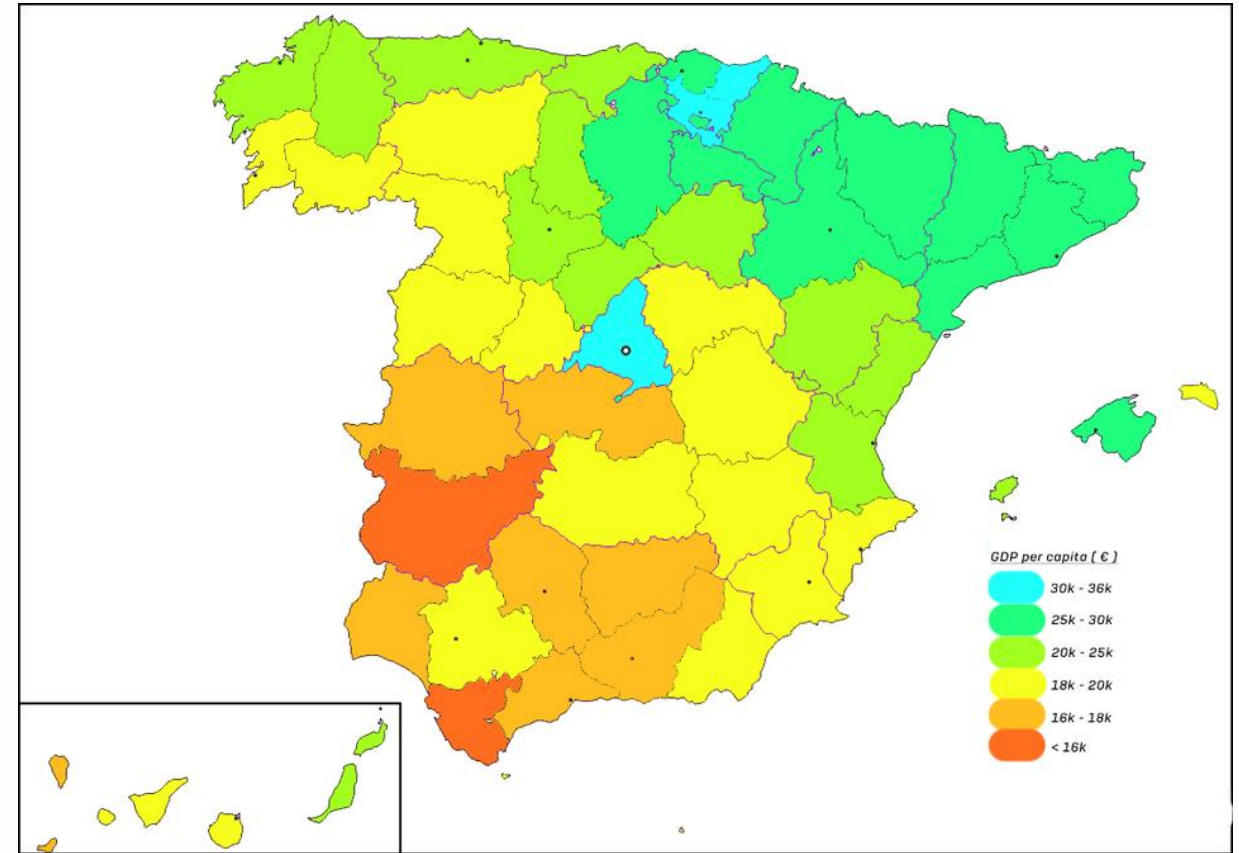 GDP per capita ( € )
30k - 36k
25k - 30k
20k - 25k
18k - 20k
16k - 18k
< 16k